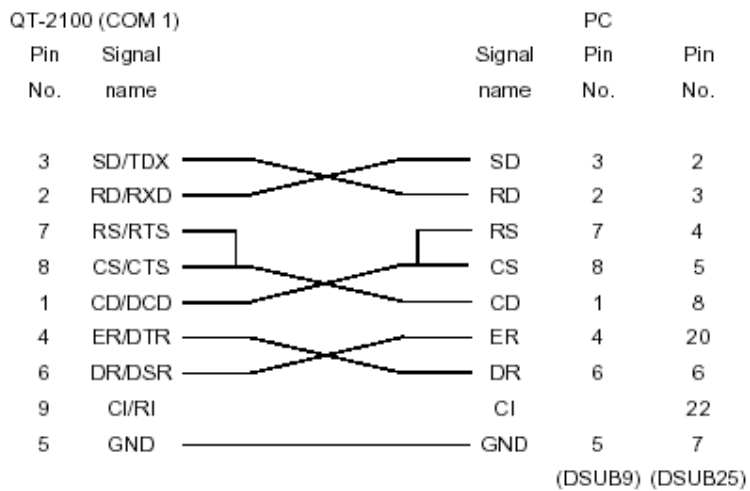 QT-2100 (COM 1) PC
Pin Signal Signal Pin Pin
No. name name No. No.
3 SD/TDX SD 3 2
2 RD/RXD RD 2 3
7 RS/RTS RS 7 4
8 CS/CTS CS 8 5
1 CD/DCD CD 1 8
4 ER/DTR ER 4 20
6 DR/DSR DR 6 6
9 CI/RI CI 22
5 GND GND 5 7
(DSUB9) (DSUB25)